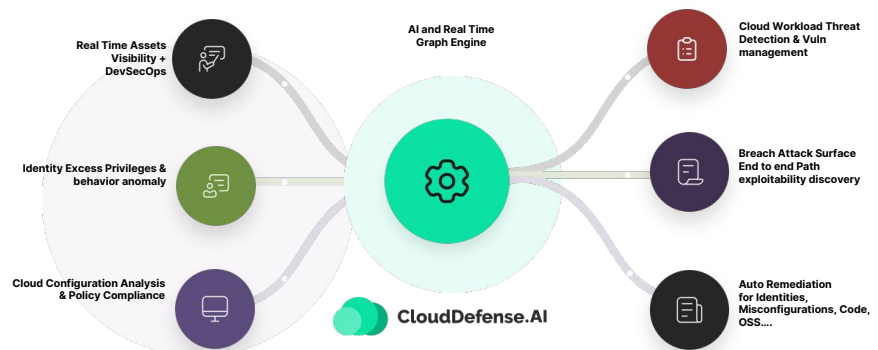 Real Time Assets
Visibility +
DevSecOps
Identity Excess Privileges &
behavior anomaly
Cloud Configuration Analysis
& Policy Compliance
AI and Real Time
Graph Engine
CloudDefense.AI
Cloud Workload Threat
Detection & Vuln
management
Breach Attack Surface
End to end Path
exploitability discovery
Auto Remediation
for Identities,
Misconfigurations, Code,
OSS....